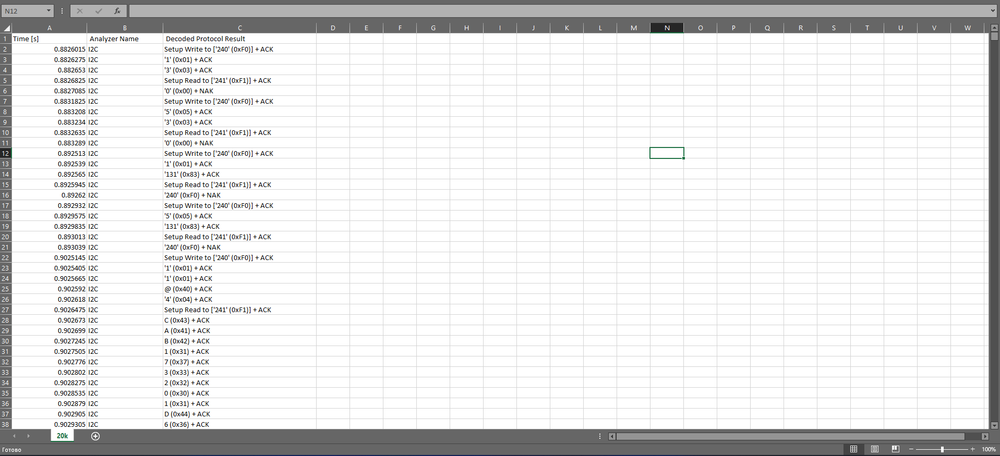 N12
fx
A B C D E F G H I J K L M N O P Q R S T U V W
1 Time [s] Analyzer Name Decoded Protocol Result
2 0.8826015 I2C Setup Write to ['240' (0xF0)] + ACK
3 0.8826275 I2C '1' (0x01) + ACK
4 0.882653 I2C '3' (0x03) + ACK
5 0.8826825 I2C Setup Read to ['241' (0xF1)] + ACK
6 0.8827085 I2C '0' (0x00) + NAK
7 0.8831825 I2C Setup Write to ['240' (0xF0)] + ACK
8 0.883208 I2C '5' (0x05) + ACK
9 0.883234 I2C '3' (0x03) + ACK
10 0.8832635 I2C Setup Read to ['241' (0xF1)] + ACK
11 0.883289 I2C '0' (0x00) + NAK
12 0.892513 I2C Setup Write to ['240' (0xF0)] + ACK
13 0.892539 I2C '1' (0x01) + ACK
14 0.892565 I2C '131' (0x83) + ACK
15 0.8925945 I2C Setup Read to ['241' (0xF1)] + ACK
16 0.89262 I2C '240' (0xF0) + NAK
17 0.892932 I2C Setup Write to ['240' (0xF0)] + ACK
18 0.8929575 I2C '5' (0x05) + ACK
19 0.8929835 I2C '131' (0x83) + ACK
20 0.893013 I2C Setup Read to ['241' (0xF1)] + ACK
21 0.893039 I2C '240' (0xF0) + NAK
22 0.9025145 I2C Setup Write to ['240' (0xF0)] + ACK
23 0.9025405 I2C '1' (0x01) + ACK
24 0.9025665 I2C '1' (0x01) + ACK
25 0.902592 I2C @ (0x40) + ACK
26 0.902618 I2C '4' (0x04) + ACK
27 0.9026475 I2C Setup Read to ['241' (0xF1)] + ACK
28 0.902673 I2C C (0x43) + ACK
29 0.902699 I2C A (0x41) + ACK
30 0.9027245 I2C B (0x42) + ACK
31 0.9027505 I2C 1 (0x31) + ACK
32 0.902776 I2C 7 (0x37) + ACK
33 0.902802 I2C 3 (0x33) + ACK
34 0.9028275 I2C 2 (0x32) + ACK
35 0.9028535 I2C 0 (0x30) + ACK
36 0.902879 I2C 1 (0x31) + ACK
37 0.902905 I2C D (0x44) + ACK
38 0.9029305 I2C 6 (0x36) + ACK
20k
Готово
100%